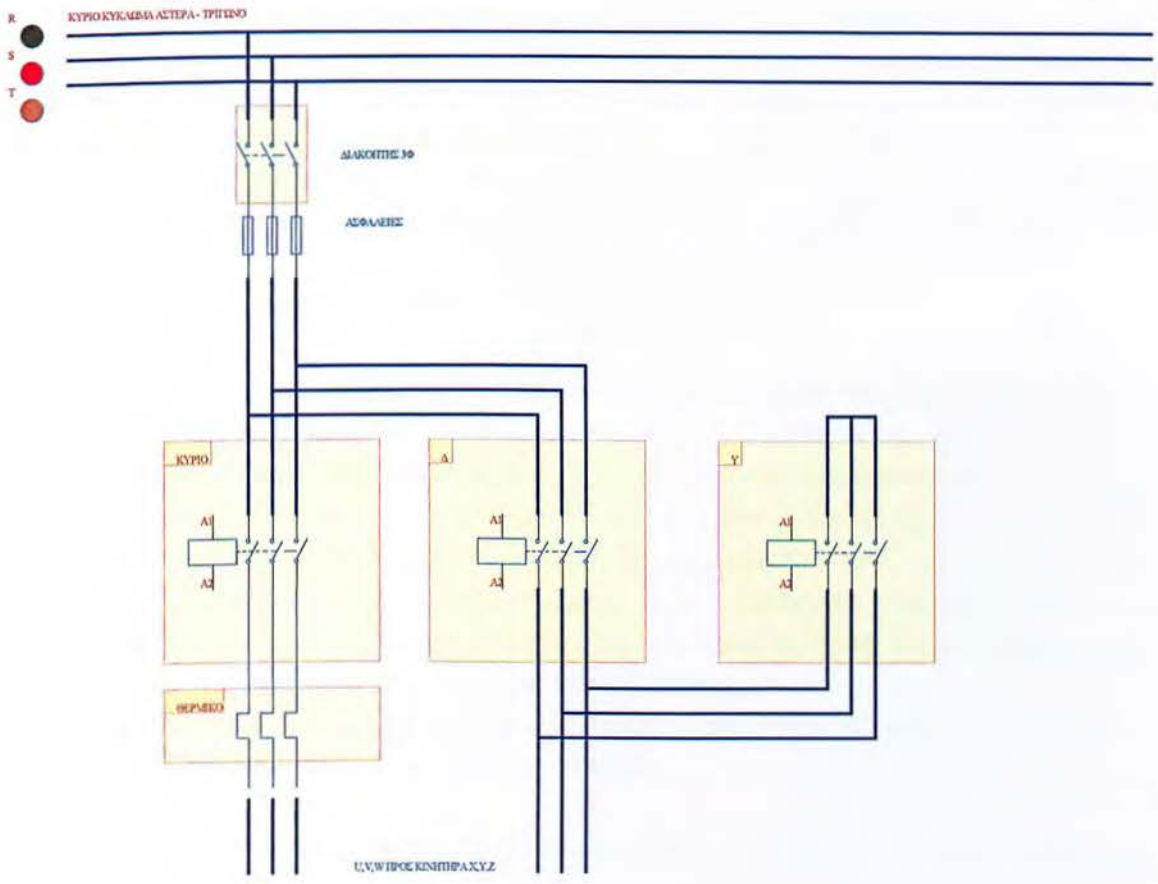 R
ΚΥΡΙΟ ΚΥΚΛΩΜΑ ΑΣΤΕΡΑ - ΤΡΙΓΩΝΟ
S
T
ΔΙΑΚΟΠΤΗΣ 3Φ
ΑΣΦΑΛΕΙΕΣ
ΚΥΡΙΟ
Δ
Υ
A1
A1
A1
A2
A2
A2
ΘΕΡΜΙΚΟ
U,V,W ΠΡΟΣ ΚΙΝΗΤΗΡΑ X,Y,Z